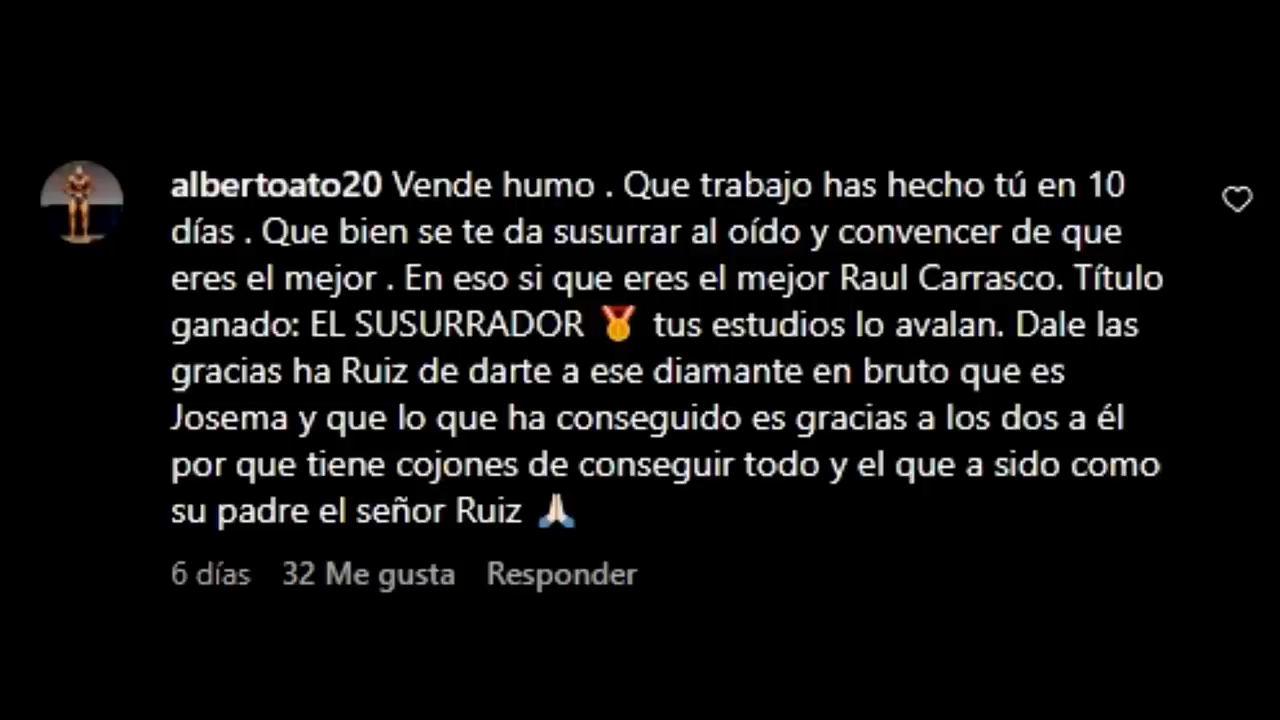 albertoato20 Vende humo . Que trabajo has hecho tú en 10
días . Que bien se te da susurrar al oído y convencer de que
eres el mejor . En eso si que eres el mejor Raul Carrasco. Título
ganado: EL SUSURRADOR 🏅 tus estudios lo avalan. Dale las
gracias ha Ruiz de darte a ese diamante en bruto que es
Josema y que lo que ha conseguido es gracias a los dos a él
por que tiene cojones de conseguir todo y el que a sido como
su padre el señor Ruiz 🙏🏻
6 días 32 Me gusta Responder